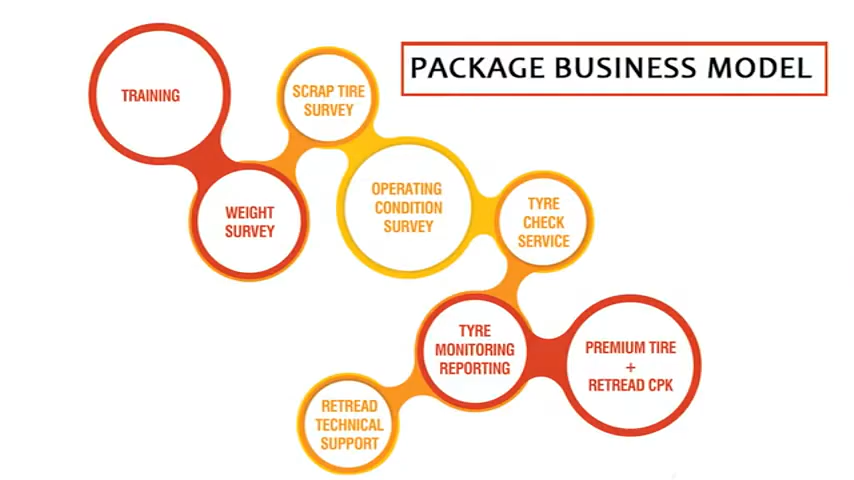 PACKAGE BUSINESS MODEL
TRAINING
SCRAP TIRE
SURVEY
WEIGHT
SURVEY
OPERATING
CONDITION
SURVEY
TYRE
CHECK
SERVICE
TYRE
MONITORING
REPORTING
PREMIUM TIRE
+
RETREAD CPK
RETREAD
TECHNICAL
SUPPORT